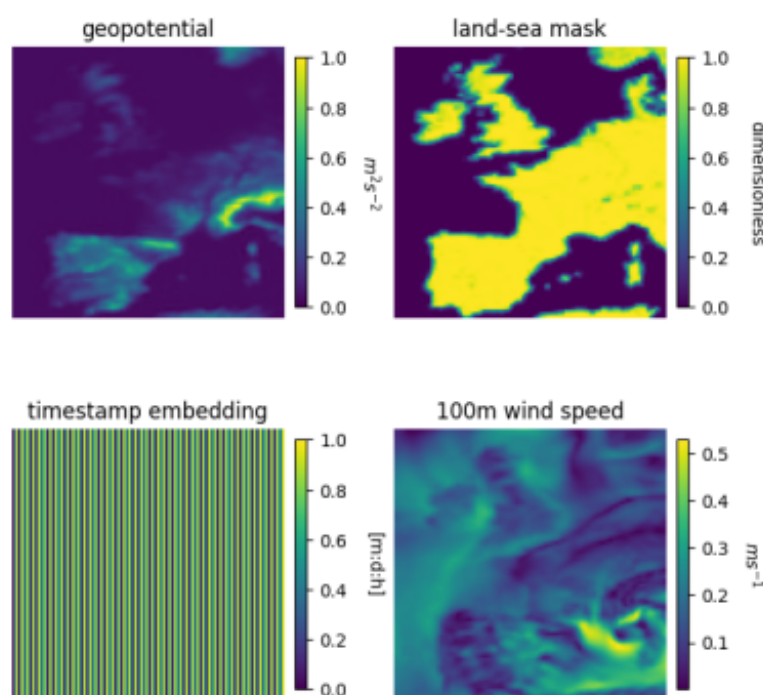 geopotential
1.0
0.8
0.6
0.4
0.2
0.0
m²s⁻²
land-sea mask
1.0
0.8
0.6
0.4
0.2
0.0
dimensionless
timestamp embedding
1.0
0.8
0.6
0.4
0.2
0.0
[m:d:h]
100m wind speed
0.5
0.4
0.3
0.2
0.1
ms⁻¹